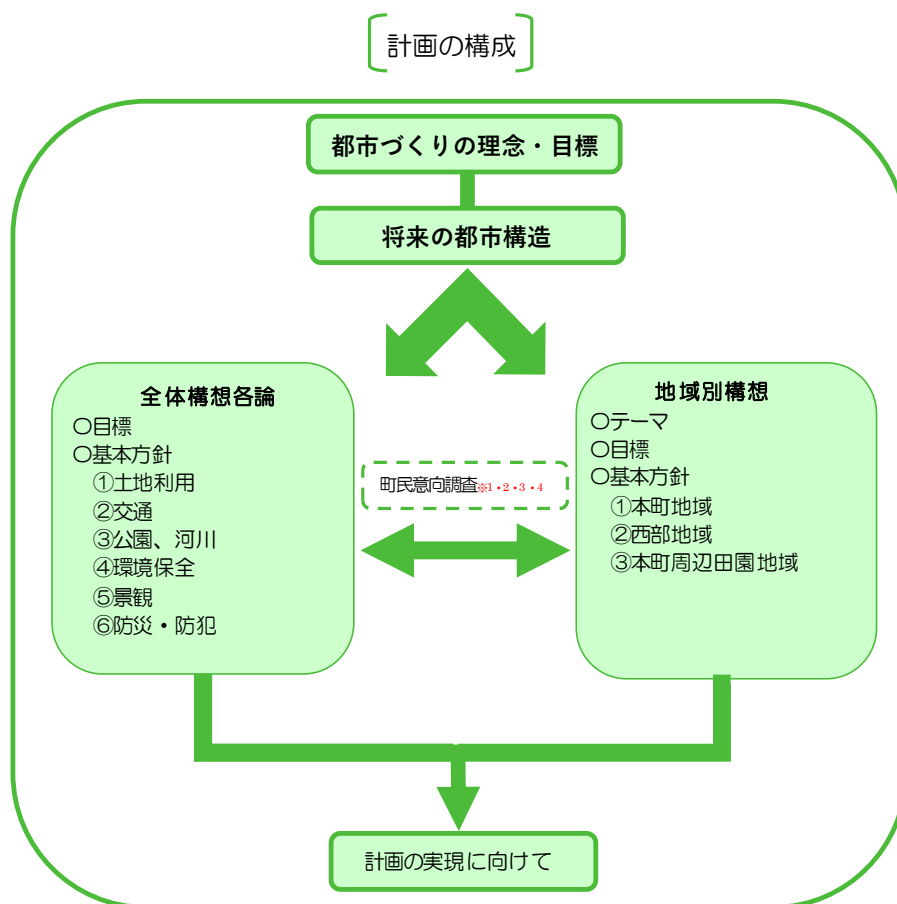 計画の構成
都市づくりの理念・目標
将来の都市構造
全体構想各論
〇目標
〇基本方針
①土地利用
②交通
③公園、河川
④環境保全
⑤景観
⑥防災・防犯
町民意向調査※1・2・3・4
地域別構想
〇テーマ
〇目標
〇基本方針
①本町地域
②西部地域
③本町周辺田園地域
計画の実現に向けて